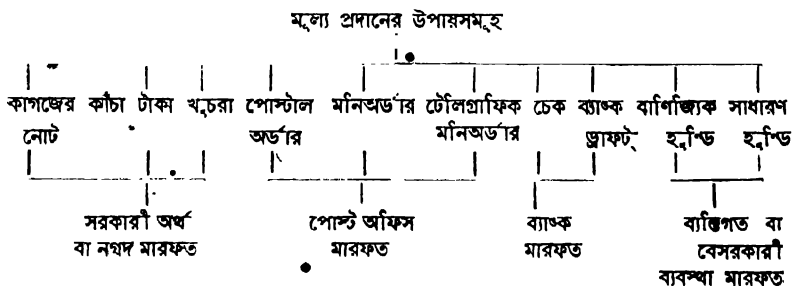 মূল্য প্রদানের উপায়সমূহ
কাগজের কাঁচা টাকা খুচরা পোস্টাল মনিঅর্ডার টেলিগ্রাফিক চেক ব্যাঙ্ক বাণিজ্যিক সাধারণ
নোট অর্ডার মনিঅর্ডার ড্রাফট্ হুণ্ডি হুণ্ডি
সরকারী অর্থ পোস্ট অফিস ব্যাঙ্ক ব্যক্তিগত বা
বা নগদ মারফত মারফত মারফত বেসরকারী
ব্যবস্থা মারফত